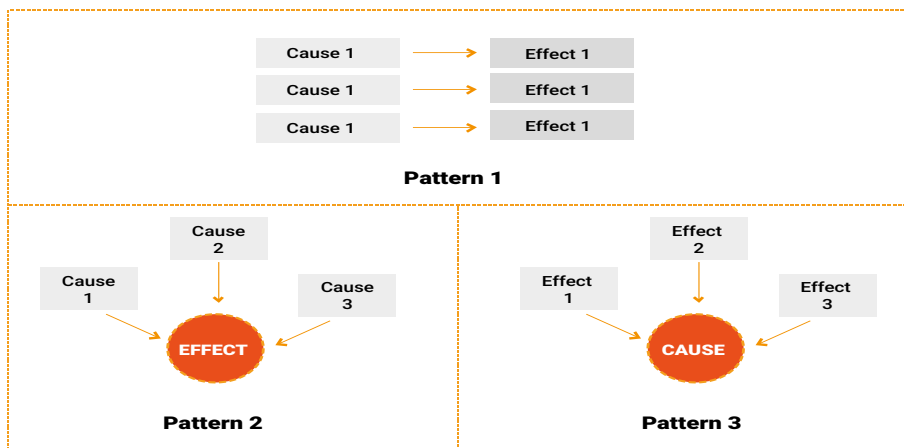 Cause 1
Effect 1
Cause 1
Effect 1
Cause 1
Effect 1
Pattern 1
Cause
2
Cause
1
Cause
3
EFFECT
Pattern 2
Effect
2
Effect
1
Effect
3
CAUSE
Pattern 3